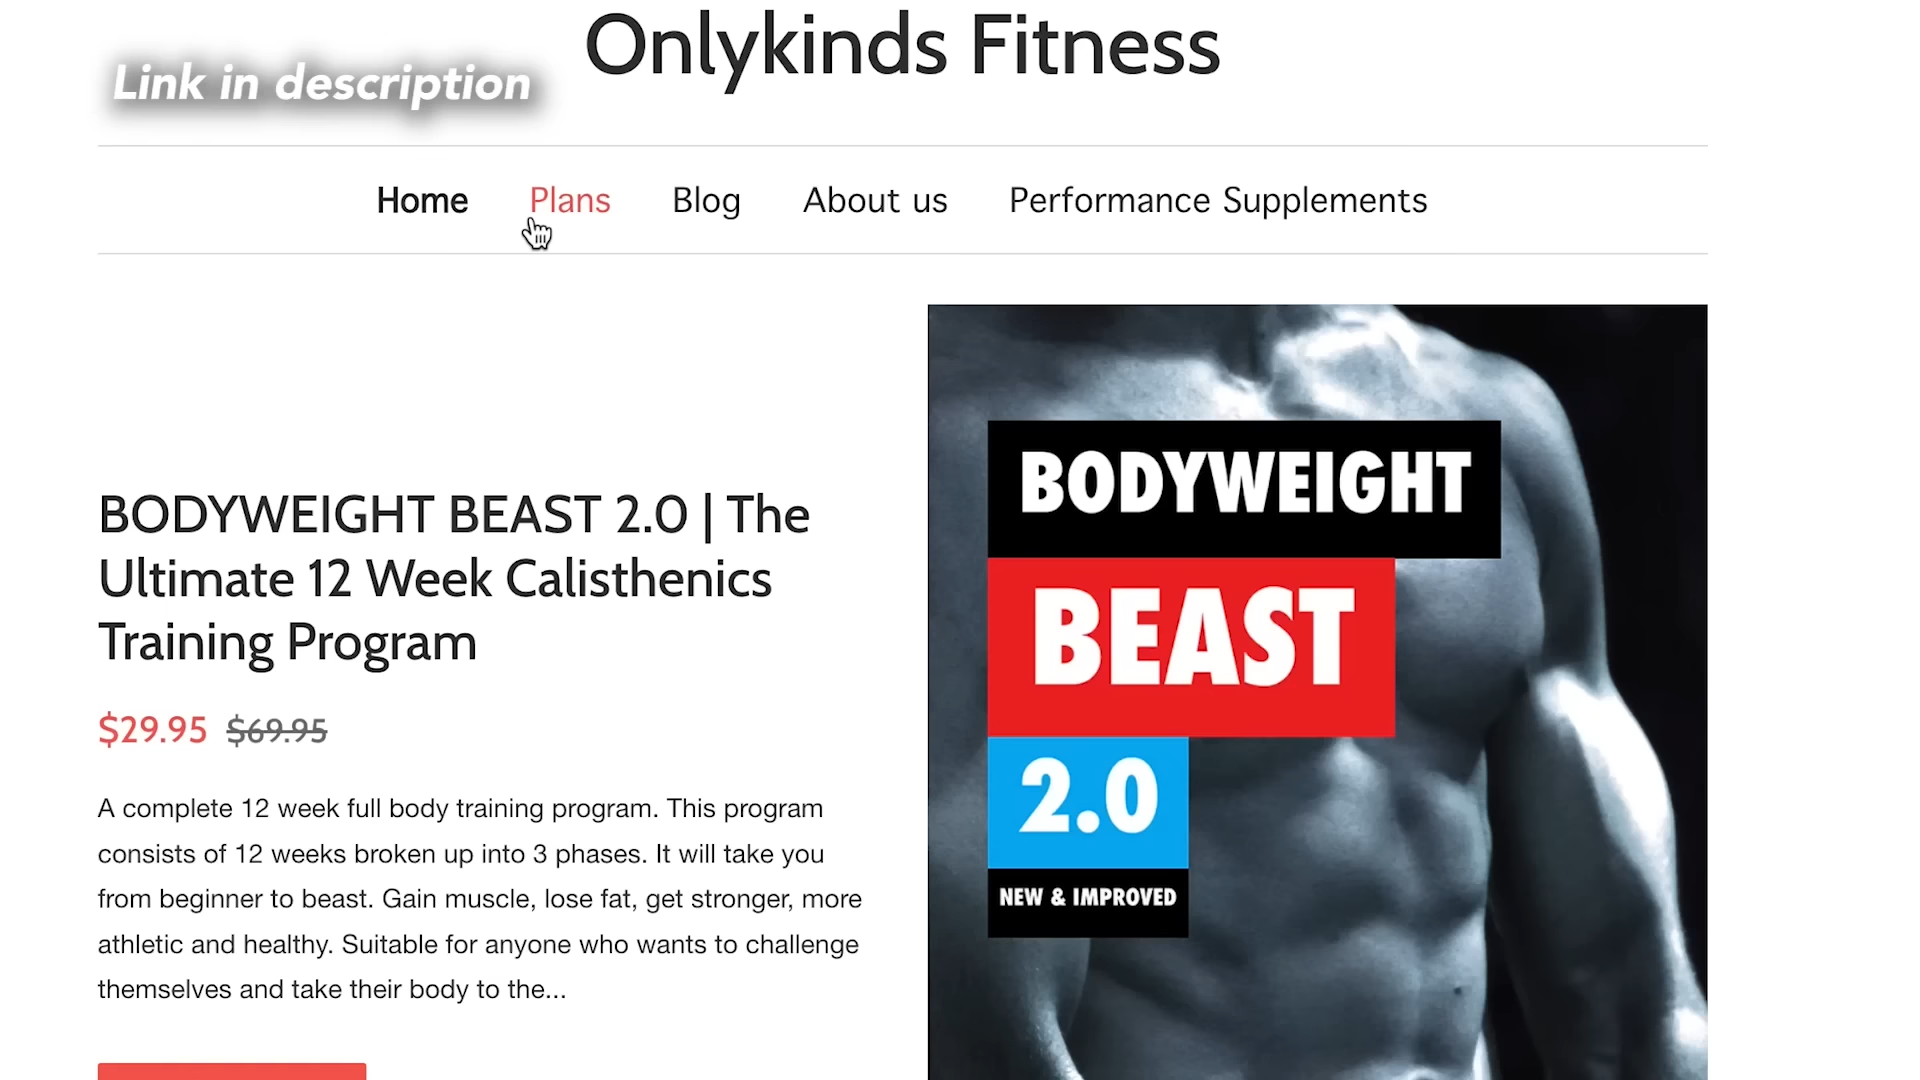 Onlykinds Fitness
Link in description
Home Plans Blog About us Performance Supplements
BODYWEIGHT BEAST 2.0 | The
Ultimate 12 Week Calisthenics
Training Program
$29.95 $69.95
A complete 12 week full body training program. This program
consists of 12 weeks broken up into 3 phases. It will take you
from beginner to beast. Gain muscle, lose fat, get stronger, more
athletic and healthy. Suitable for anyone who wants to challenge
themselves and take their body to the...
BODYWEIGHT
BEAST
2.0
NEW & IMPROVED